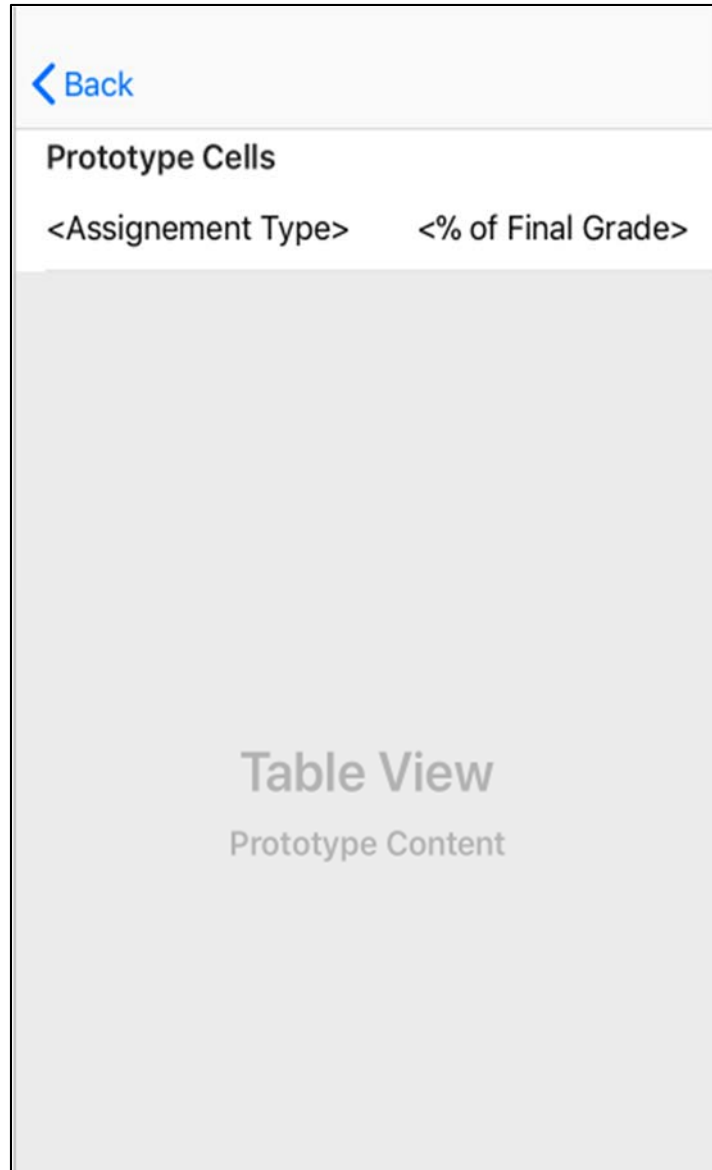 Back
Prototype Cells
<Assignement Type> <% of Final Grade>
Table View
Prototype Content